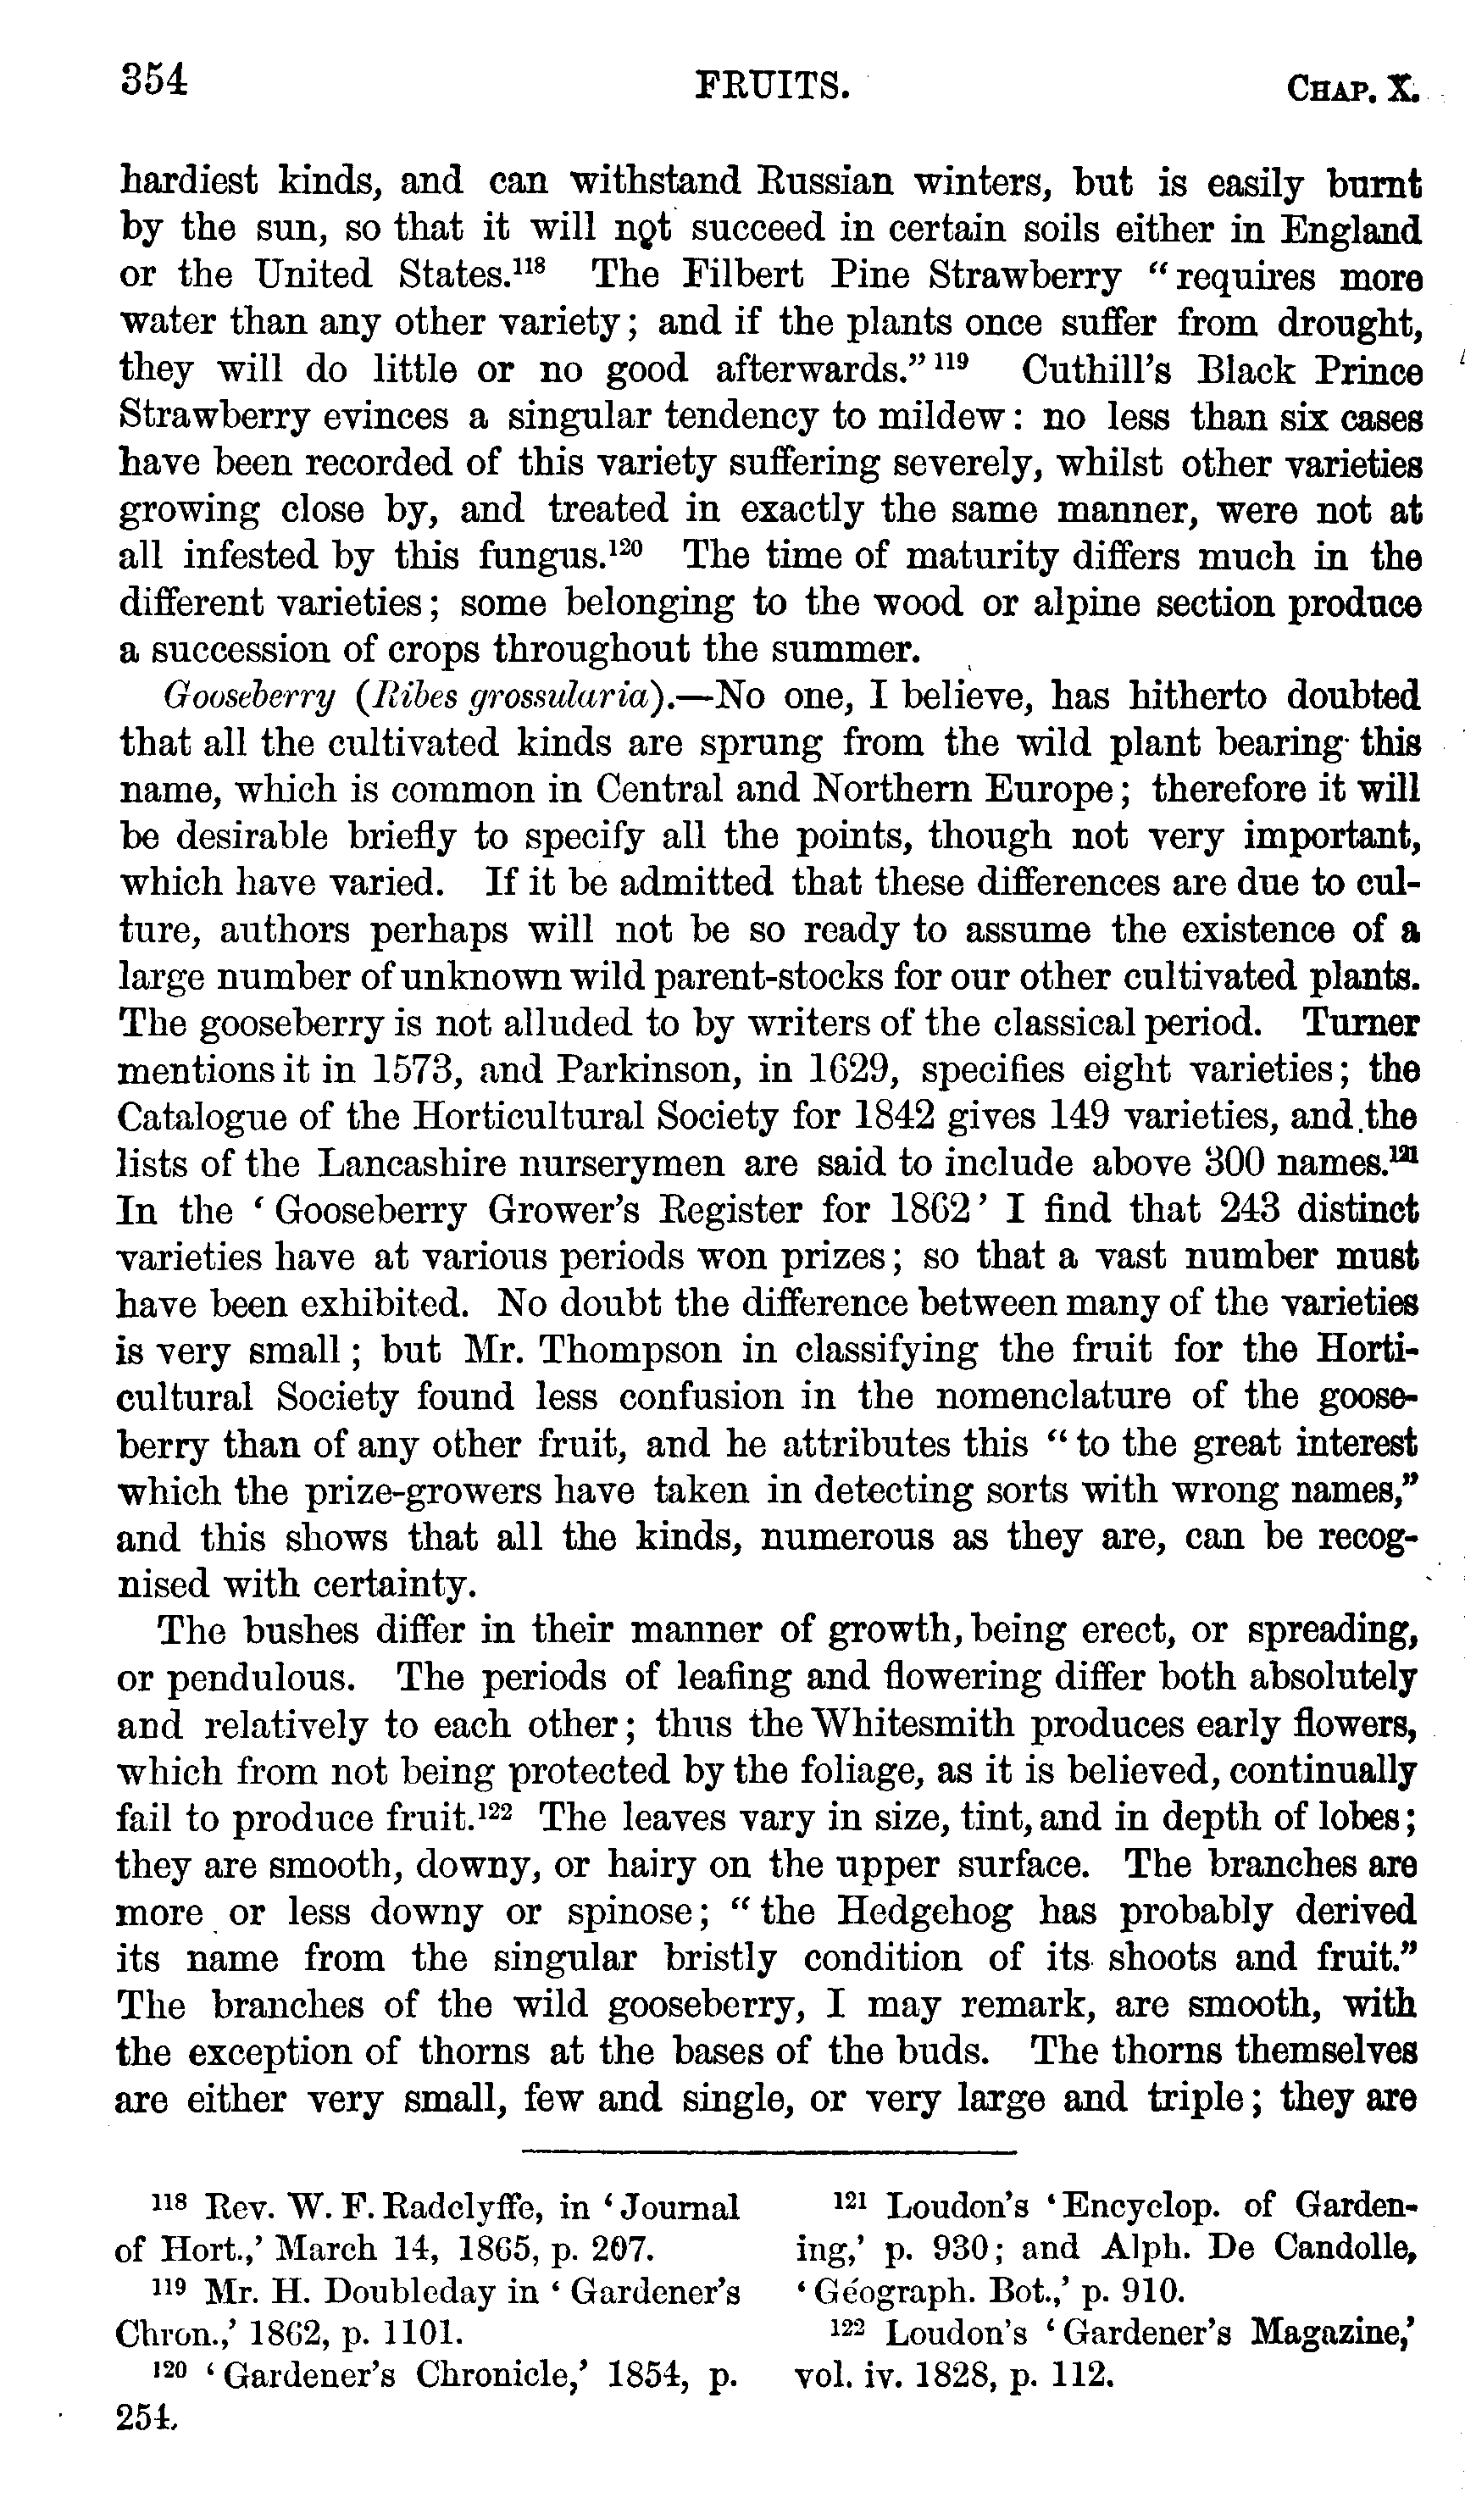 354 FRUITS. CHAP. X.
hardiest kinds, and can withstand Russian winters, but is easily burnt
by the sun, so that it will not succeed in certain soils either in England
or the United States.¹¹⁸ The Filbert Pine Strawberry “requires more
water than any other variety; and if the plants once suffer from drought,
they will do little or no good afterwards.”¹¹⁹ Cuthill’s Black Prince
Strawberry evinces a singular tendency to mildew: no less than six cases
have been recorded of this variety suffering severely, whilst other varieties
growing close by, and treated in exactly the same manner, were not at
all infested by this fungus.¹²⁰ The time of maturity differs much in the
different varieties; some belonging to the wood or alpine section produce
a succession of crops throughout the summer.
Gooseberry (Ribes grossularia).—No one, I believe, has hitherto doubted
that all the cultivated kinds are sprung from the wild plant bearing this
name, which is common in Central and Northern Europe; therefore it will
be desirable briefly to specify all the points, though not very important,
which have varied. If it be admitted that these differences are due to cul-
ture, authors perhaps will not be so ready to assume the existence of a
large number of unknown wild parent-stocks for our other cultivated plants.
The gooseberry is not alluded to by writers of the classical period. Turner
mentions it in 1573, and Parkinson, in 1629, specifies eight varieties; the
Catalogue of the Horticultural Society for 1842 gives 149 varieties, and the
lists of the Lancashire nurserymen are said to include above 300 names.¹²¹
In the ‘Gooseberry Grower’s Register for 1862’ I find that 243 distinct
varieties have at various periods won prizes; so that a vast number must
have been exhibited. No doubt the difference between many of the varieties
is very small; but Mr. Thompson in classifying the fruit for the Horti-
cultural Society found less confusion in the nomenclature of the goose-
berry than of any other fruit, and he attributes this “to the great interest
which the prize-growers have taken in detecting sorts with wrong names,”
and this shows that all the kinds, numerous as they are, can be recog-
nised with certainty.
The bushes differ in their manner of growth, being erect, or spreading,
or pendulous. The periods of leafing and flowering differ both absolutely
and relatively to each other; thus the Whitesmith produces early flowers,
which from not being protected by the foliage, as it is believed, continually
fail to produce fruit.¹²² The leaves vary in size, tint, and in depth of lobes;
they are smooth, downy, or hairy on the upper surface. The branches are
more or less downy or spinose; “the Hedgehog has probably derived
its name from the singular bristly condition of its shoots and fruit.”
The branches of the wild gooseberry, I may remark, are smooth, with
the exception of thorns at the bases of the buds. The thorns themselves
are either very small, few and single, or very large and triple; they are
¹¹⁸ Rev. W. F. Radclyffe, in ‘Journal
of Hort.,’ March 14, 1865, p. 207.
¹¹⁹ Mr. H. Doubleday in ‘Gardener’s
Chron.,’ 1862, p. 1101.
¹²⁰ ‘Gardener’s Chronicle,’ 1854, p.
254.
¹²¹ Loudon’s ‘Encyclop. of Garden-
ing,’ p. 930; and Alph. De Candolle,
‘Géograph. Bot.,’ p. 910.
¹²² Loudon’s ‘Gardener’s Magazine,’
vol. iv. 1828, p. 112.